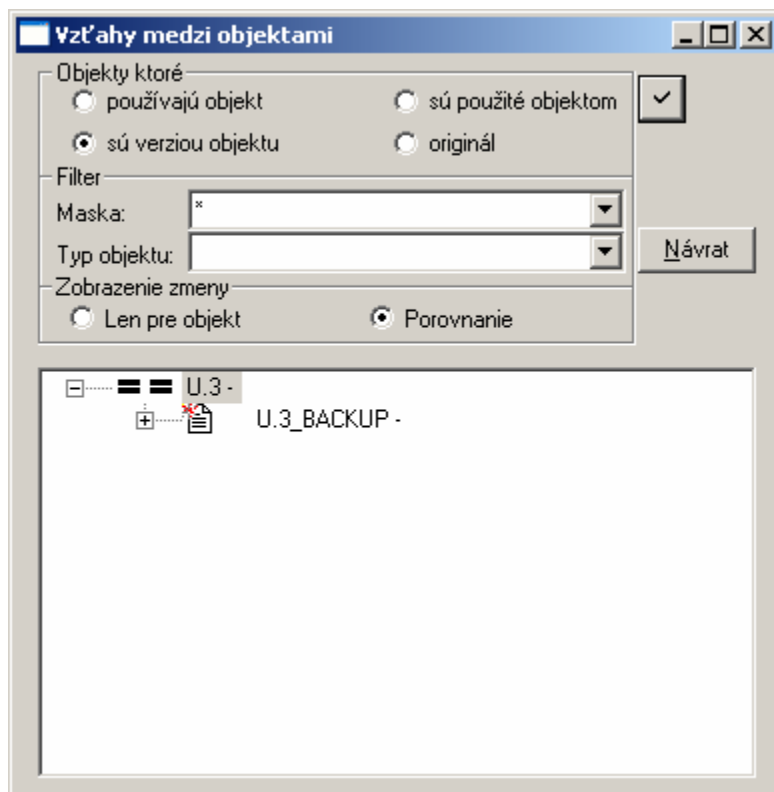 Vzťahy medzi objektami
Objekty ktoré
používajú objekt
sú použité objektom
sú verziou objektu
originál
Filter
Maska: *
Typ objektu:
Návrat
Zobrazenie zmeny
Len pre objekt
Porovnanie
U.3 -
U.3_BACKUP -